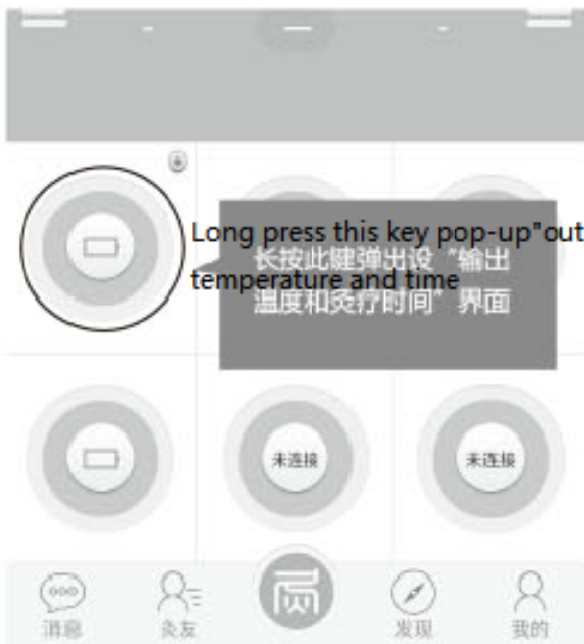 Long press this key pop-up"out
长按此键弹出设“输出
temperature and time
温度和灸疗时间”界面
未连接
未连接
消息
灸友
发现
我的